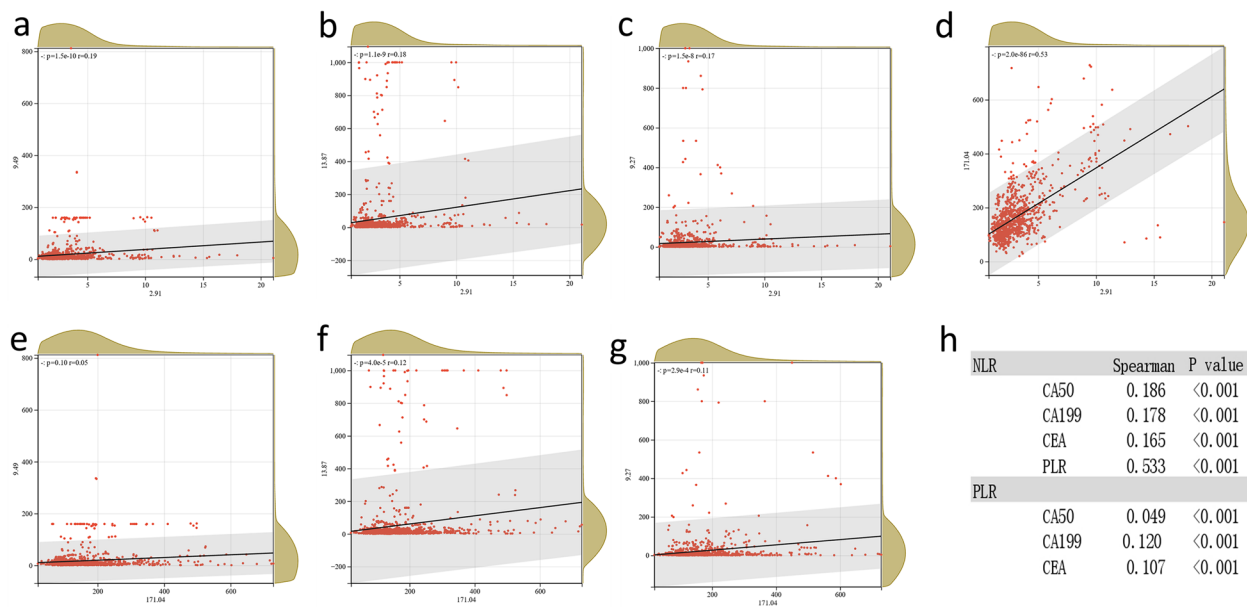 a
-: p=1.5e-10 r=0.19
800
600
400
200
0
9.49
5 10 15 20
2.91
b
-: p=1.1e-9 r=0.18
1,000
800
600
400
200
0
−200
13.87
5 10 15 20
2.91
c
-: p=1.5e-8 r=0.17
1,000
800
600
400
200
0
9.27
5 10 15 20
2.91
d
-: p=2.0e-86 r=0.53
600
400
200
0
171.04
5 10 15 20
2.91
e
-: p=0.10 r=0.05
800
600
400
200
0
9.49
200 400 600
171.04
f
-: p=4.0e-5 r=0.12
1,000
800
600
400
200
0
−200
13.87
200 400 600
171.04
g
-: p=2.9e-4 r=0.11
1,000
800
600
400
200
0
9.27
200 400 600
171.04
h
NLR Spearman P value
CA50 0.186 <0.001
CA199 0.178 <0.001
CEA 0.165 <0.001
PLR 0.533 <0.001
PLR
CA50 0.049 <0.001
CA199 0.120 <0.001
CEA 0.107 <0.001